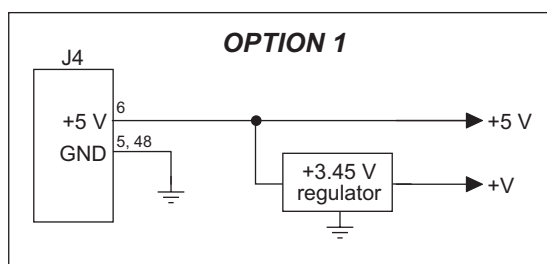 OPTION 1
J4
6
+5 V
+5 V
5, 48
GND
+3.45 V
regulator
+V